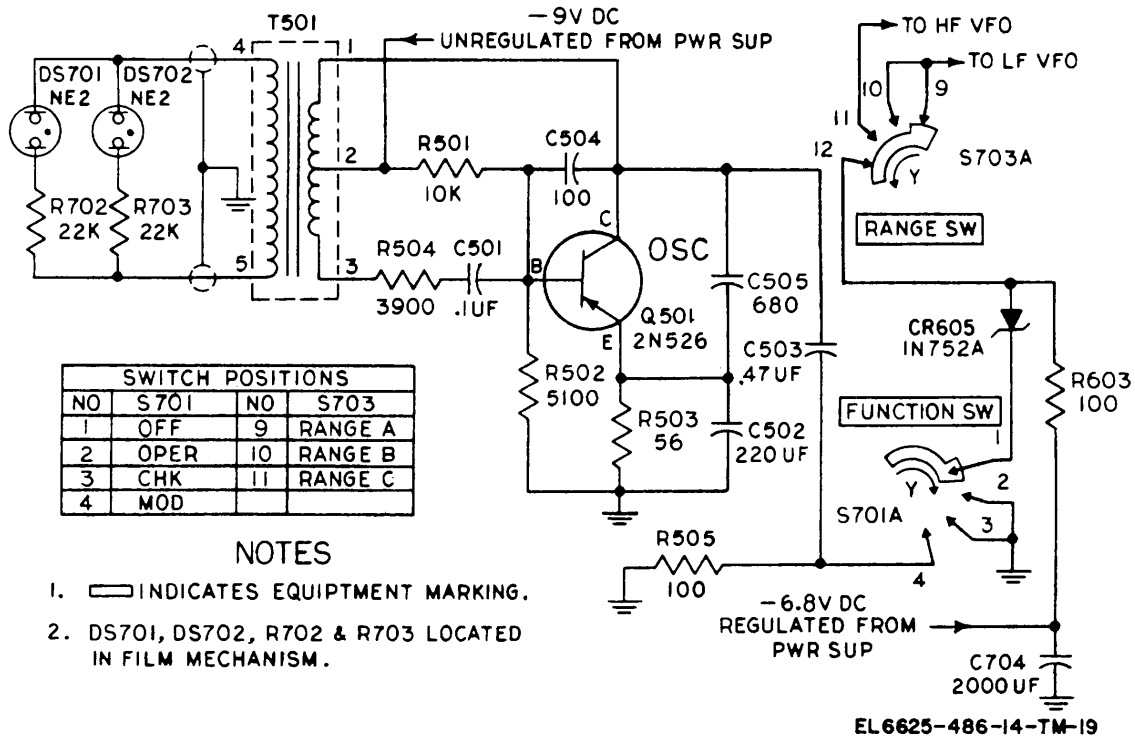 T501
-9V DC
UNREGULATED FROM PWR SUP
TO HF VFO
TO LF VFO
DS701
NE2
DS702
NE2
4
1
10
9
11
12
S703A
Y
RANGE SW
2
R501
10K
C504
100
R702
22K
R703
22K
5
3
R504
3900
C501
.1UF
B
C
E
OSC
Q501
2N526
C505
680
C503
.47UF
CR605
1N752A
R603
100
SWITCH POSITIONS
NO S701 NO S703
1 OFF 9 RANGE A
2 OPER 10 RANGE B
3 CHK 11 RANGE C
4 MOD
R502
5100
R503
56
C502
220UF
FUNCTION SW
1
Y
2
3
S701A
4
R505
100
NOTES
1. INDICATES EQUIPTMENT MARKING.
2. DS701, DS702, R702 & R703 LOCATED
IN FILM MECHANISM.
-6.8V DC
REGULATED FROM
PWR SUP
C704
2000UF
EL6625-486-14-TM-19